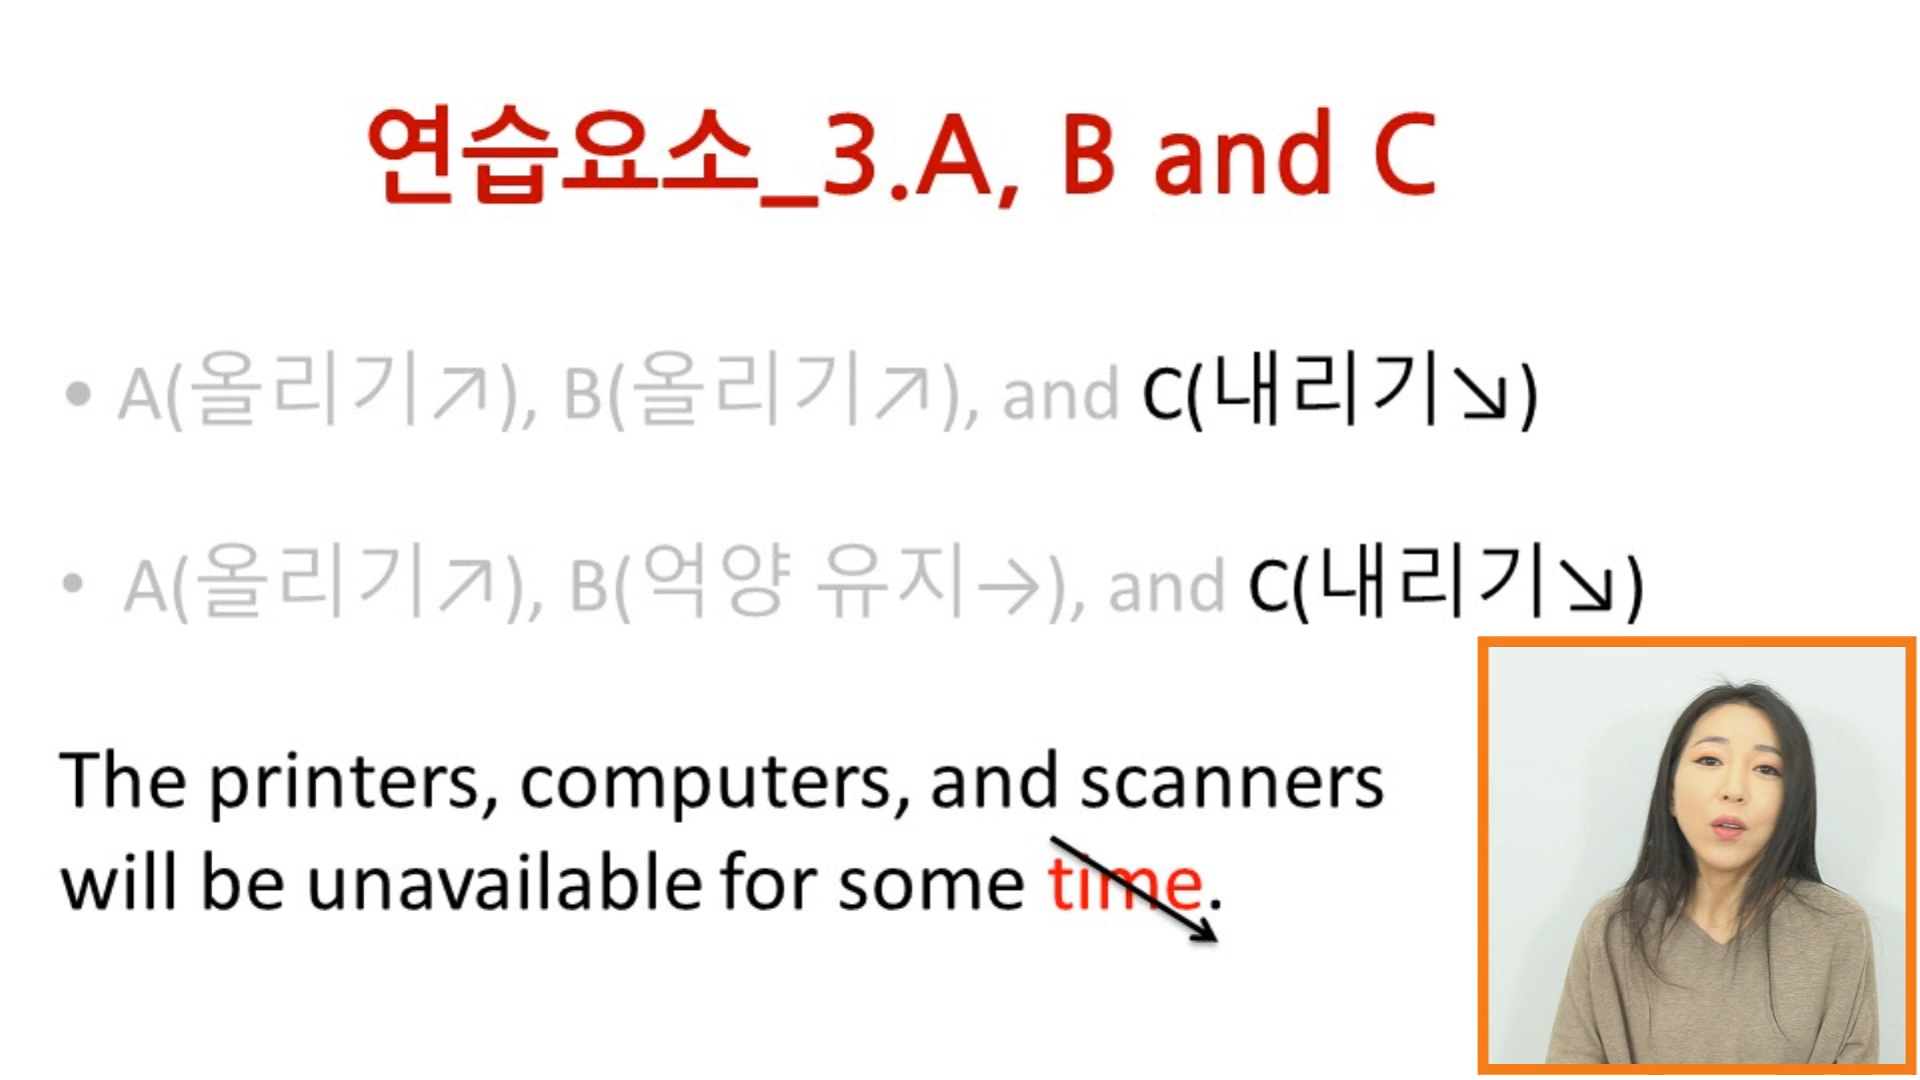 연습요소_3.A, B and C
• A(올리기↗), B(올리기↗), and C(내리기↘)
• A(올리기↗), B(억양 유지→), and C(내리기↘)
The printers, computers, and scanners
will be unavailable for some time.